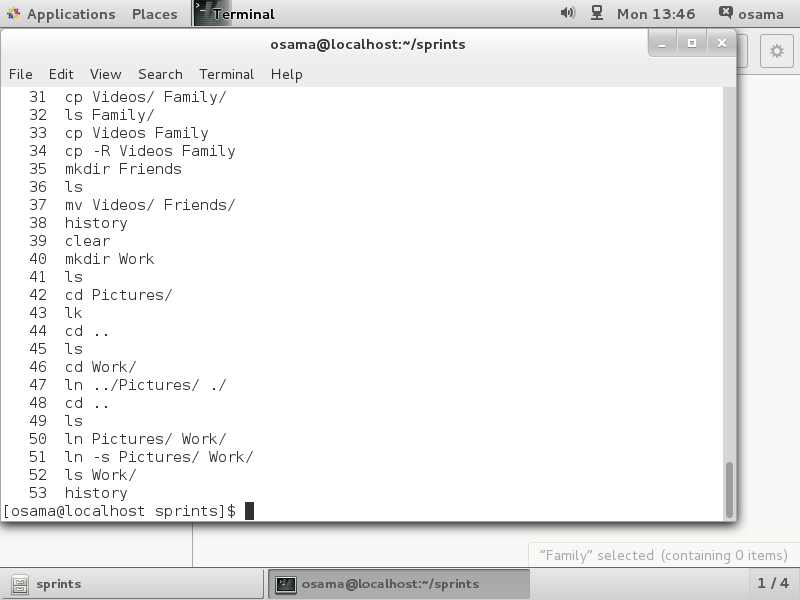 Applications Places Terminal Mon 13:46 osama
osama@localhost:~/sprints
File Edit View Search Terminal Help
31 cp Videos/ Family/
32 ls Family/
33 cp Videos Family
34 cp -R Videos Family
35 mkdir Friends
36 ls
37 mv Videos/ Friends/
38 history
39 clear
40 mkdir Work
41 ls
42 cd Pictures/
43 lk
44 cd ..
45 ls
46 cd Work/
47 ln ../Pictures/ ./
48 cd ..
49 ls
50 ln Pictures/ Work/
51 ln -s Pictures/ Work/
52 ls Work/
53 history
[osama@localhost sprints]$
“Family” selected (containing 0 items)
sprints osama@localhost:~/sprints 1 / 4